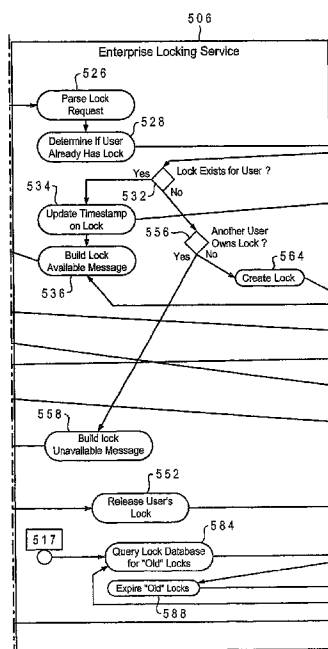 506
Enterprise Locking Service
526
Parse Lock
Request
528
Determine If User
Already Has Lock
Yes
Lock Exists for User ?
534
532
No
Update Timestamp
on Lock
556
Another User
Owns Lock ?
Build Lock
Available Message
Yes
No
564
536
Create Lock
558
Build lock
Unavailable Message
552
Release User's
Lock
584
517
Query Lock Database
for "Old" Locks
Expire "Old" Locks
588